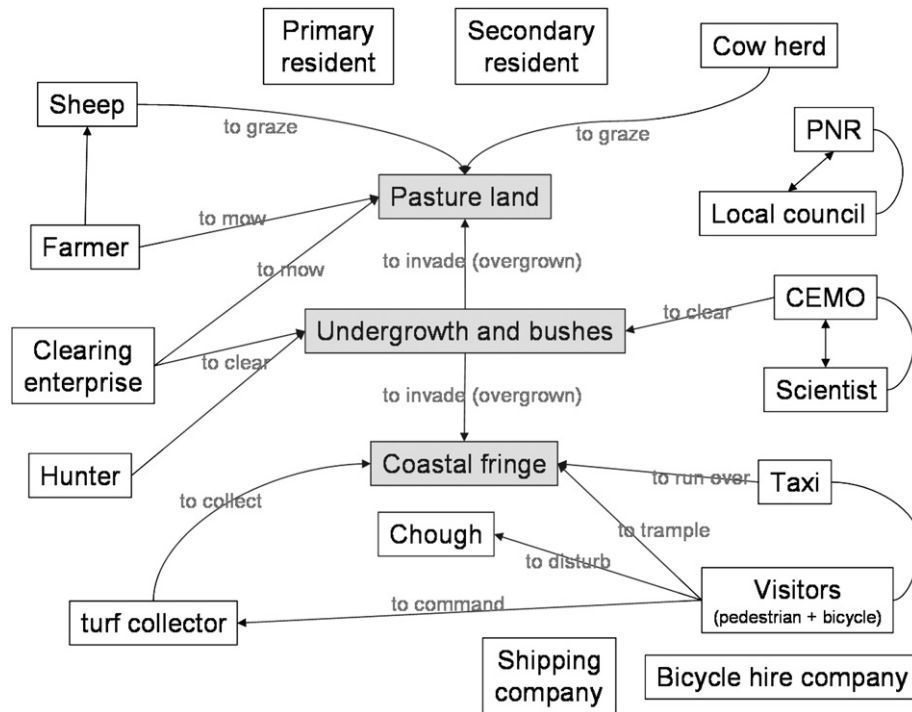 Primary
resident
Secondary
resident
Cow herd
Sheep
to graze
to graze
PNR
Pasture land
Local council
Farmer
to mow
to mow
to invade (overgrown)
CEMO
to clear
Undergrowth and bushes
Clearing
enterprise
to clear
Scientist
to invade (overgrown)
Hunter
Coastal fringe
to collect
to run over
Taxi
Chough
to trample
to disturb
Visitors
(pedestrian + bicycle)
to command
turf collector
Shipping
company
Bicycle hire company